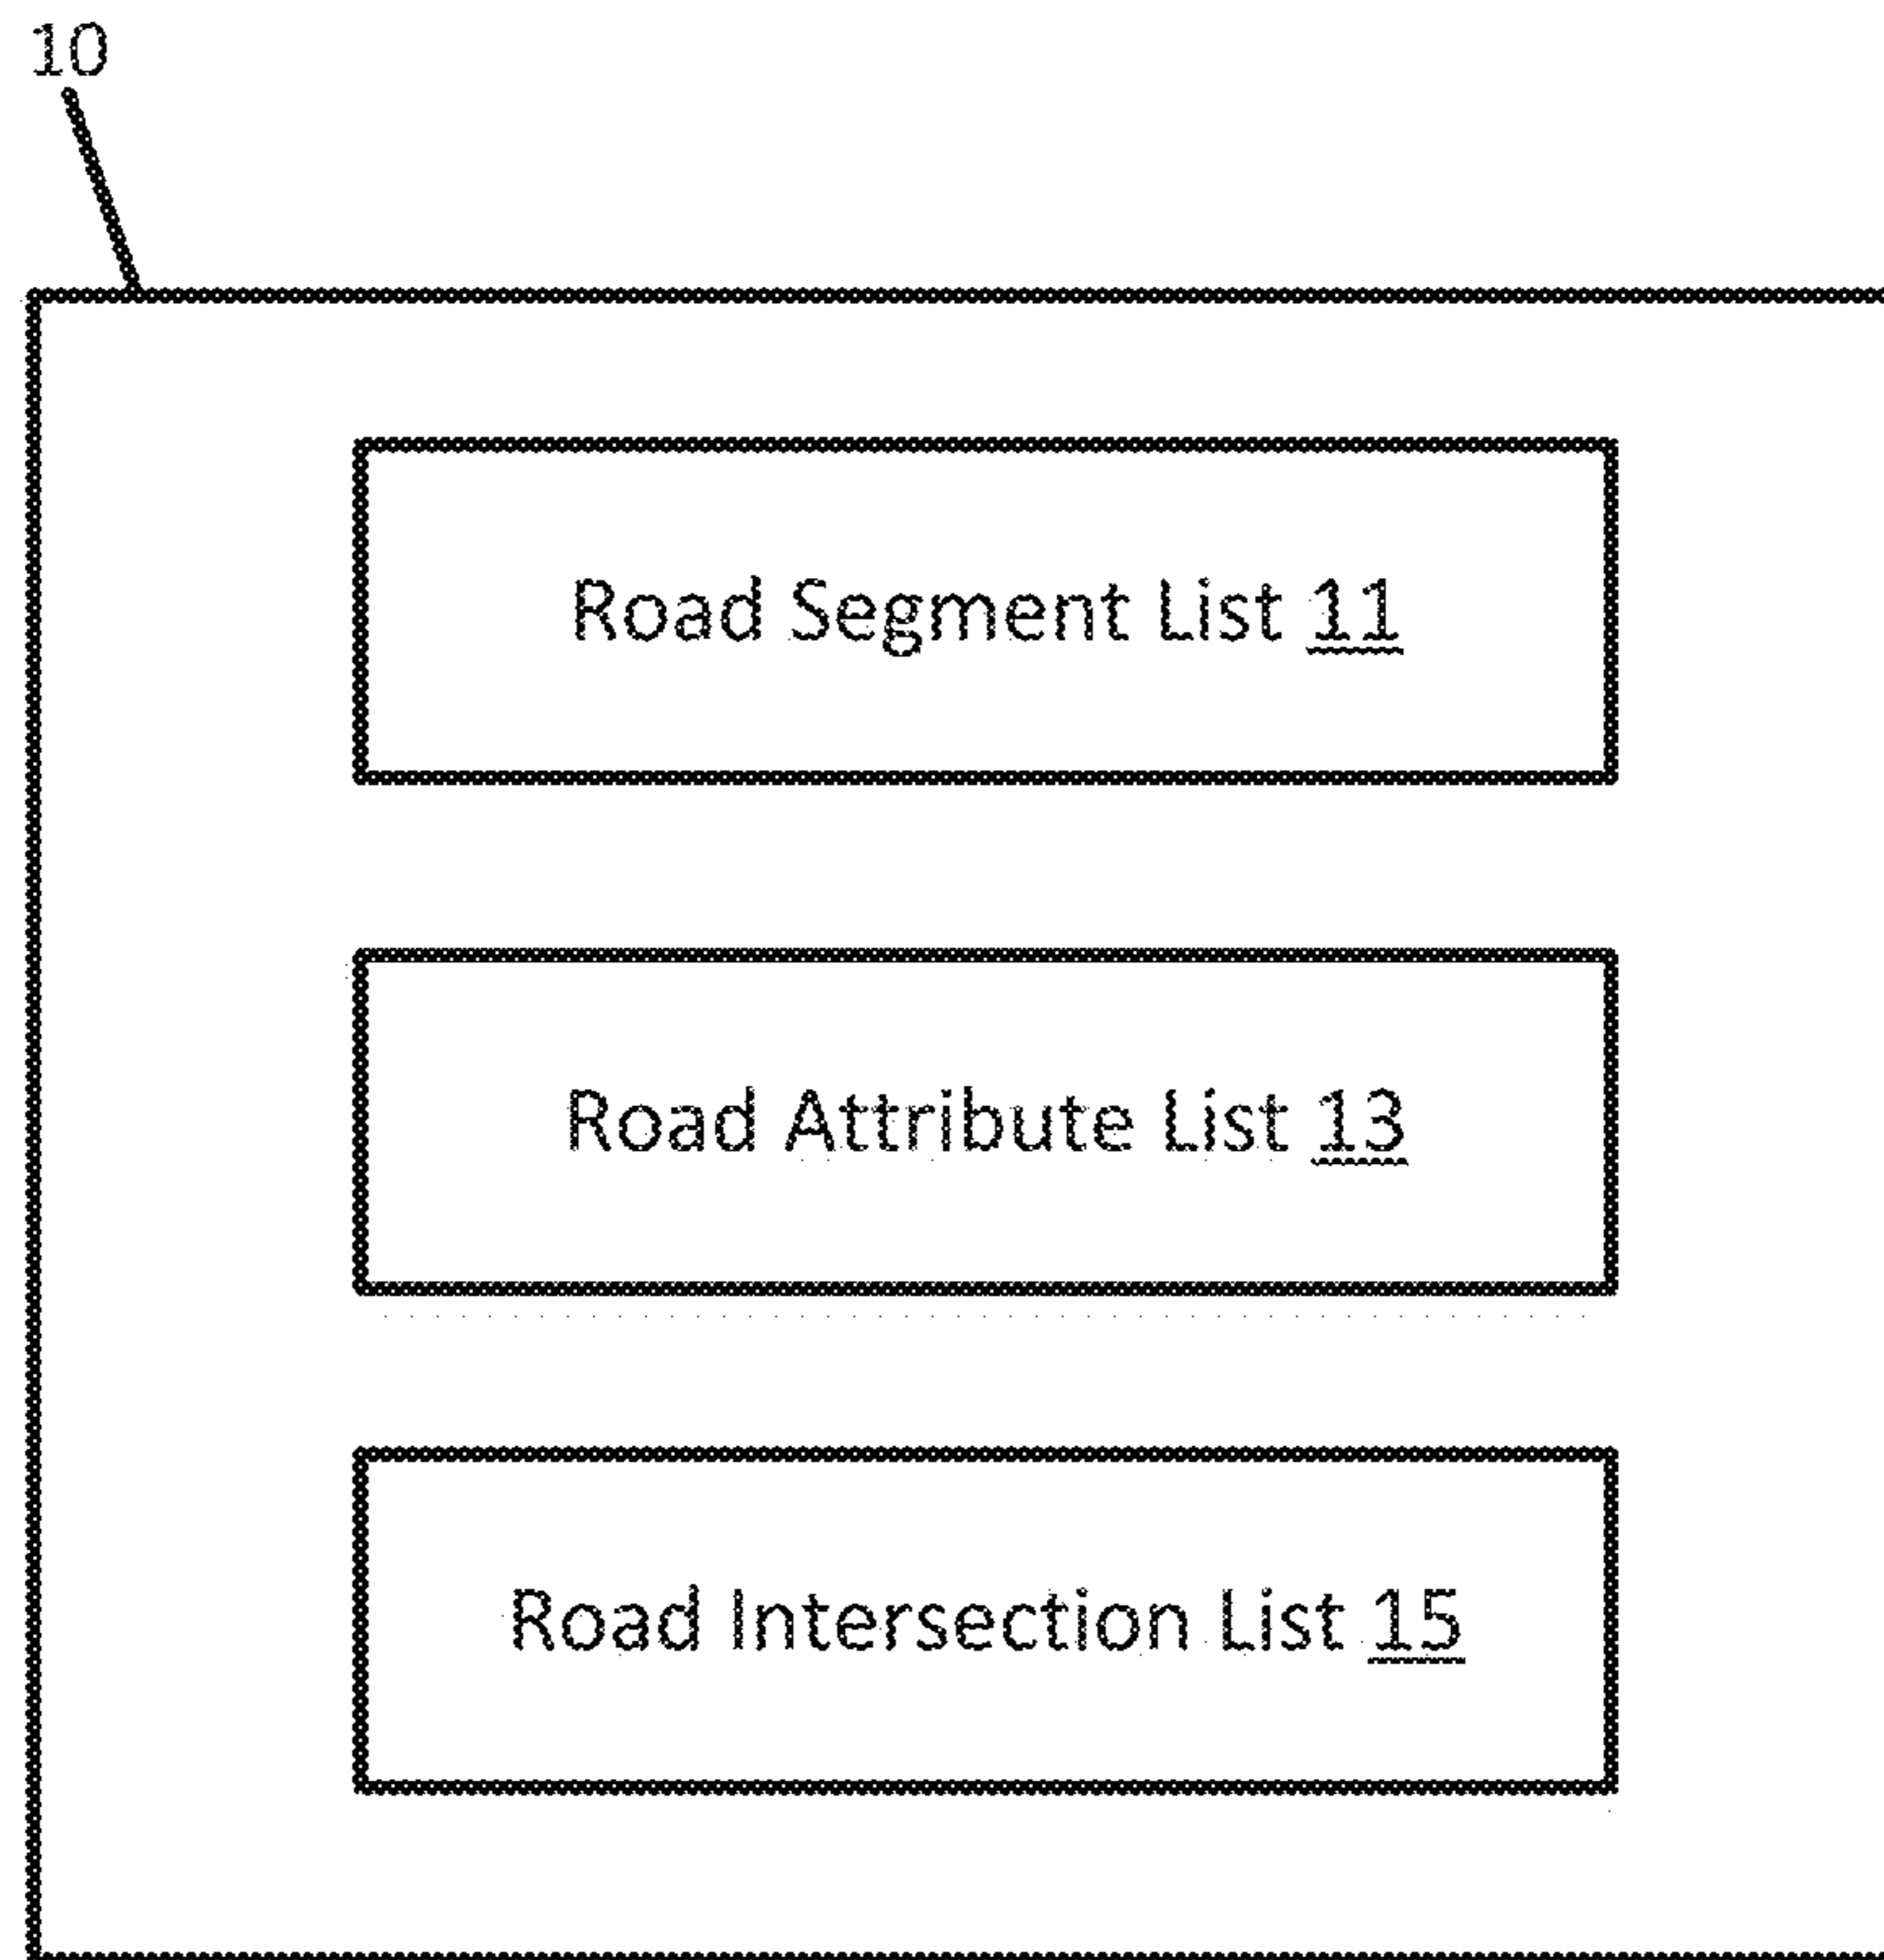 10
Road Segment List 11
Road Attribute List 13
Road Intersection List 15